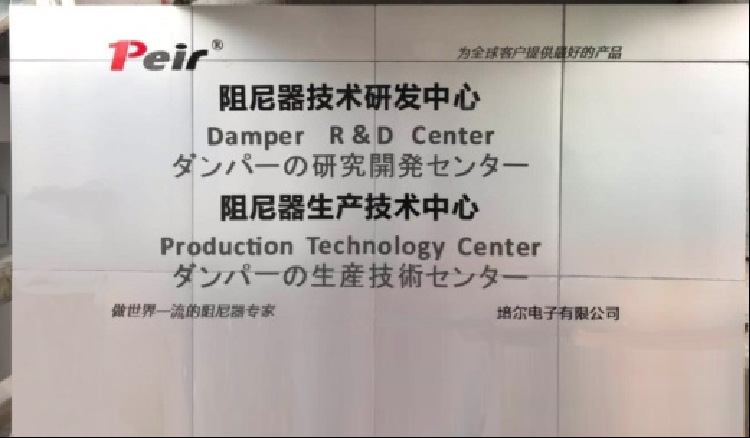 Peir®
为全球客户提供最好的产品
阻尼器技术研发中心
Damper R & D Center
ダンパーの研究開発センター
阻尼器生产技术中心
Production Technology Center
ダンパーの生産技術センター
做世界一流的阻尼器专家
培尔电子有限公司